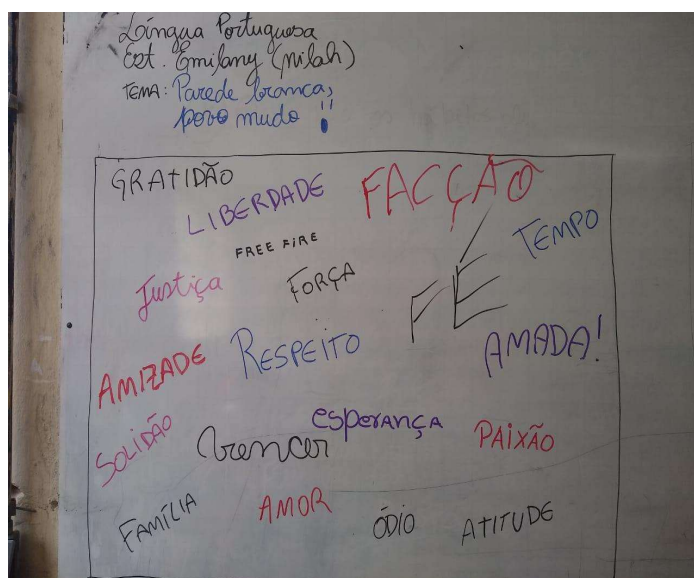 Língua Portuguesa
Est. Emilany (nilah)
TEMA: Parede branca,
povo mudo !!
GRATIDÃO
LIBERDADE
FACÇÃO
FREE FIRE
TEMPO
Justiça
FORÇA
FÉ
AMIZADE
RESPEITO
AMADA!
SOLIDÃO
vencer
ESPERANÇA
PAIXÃO
FAMÍLIA
AMOR
ÓDIO
ATITUDE